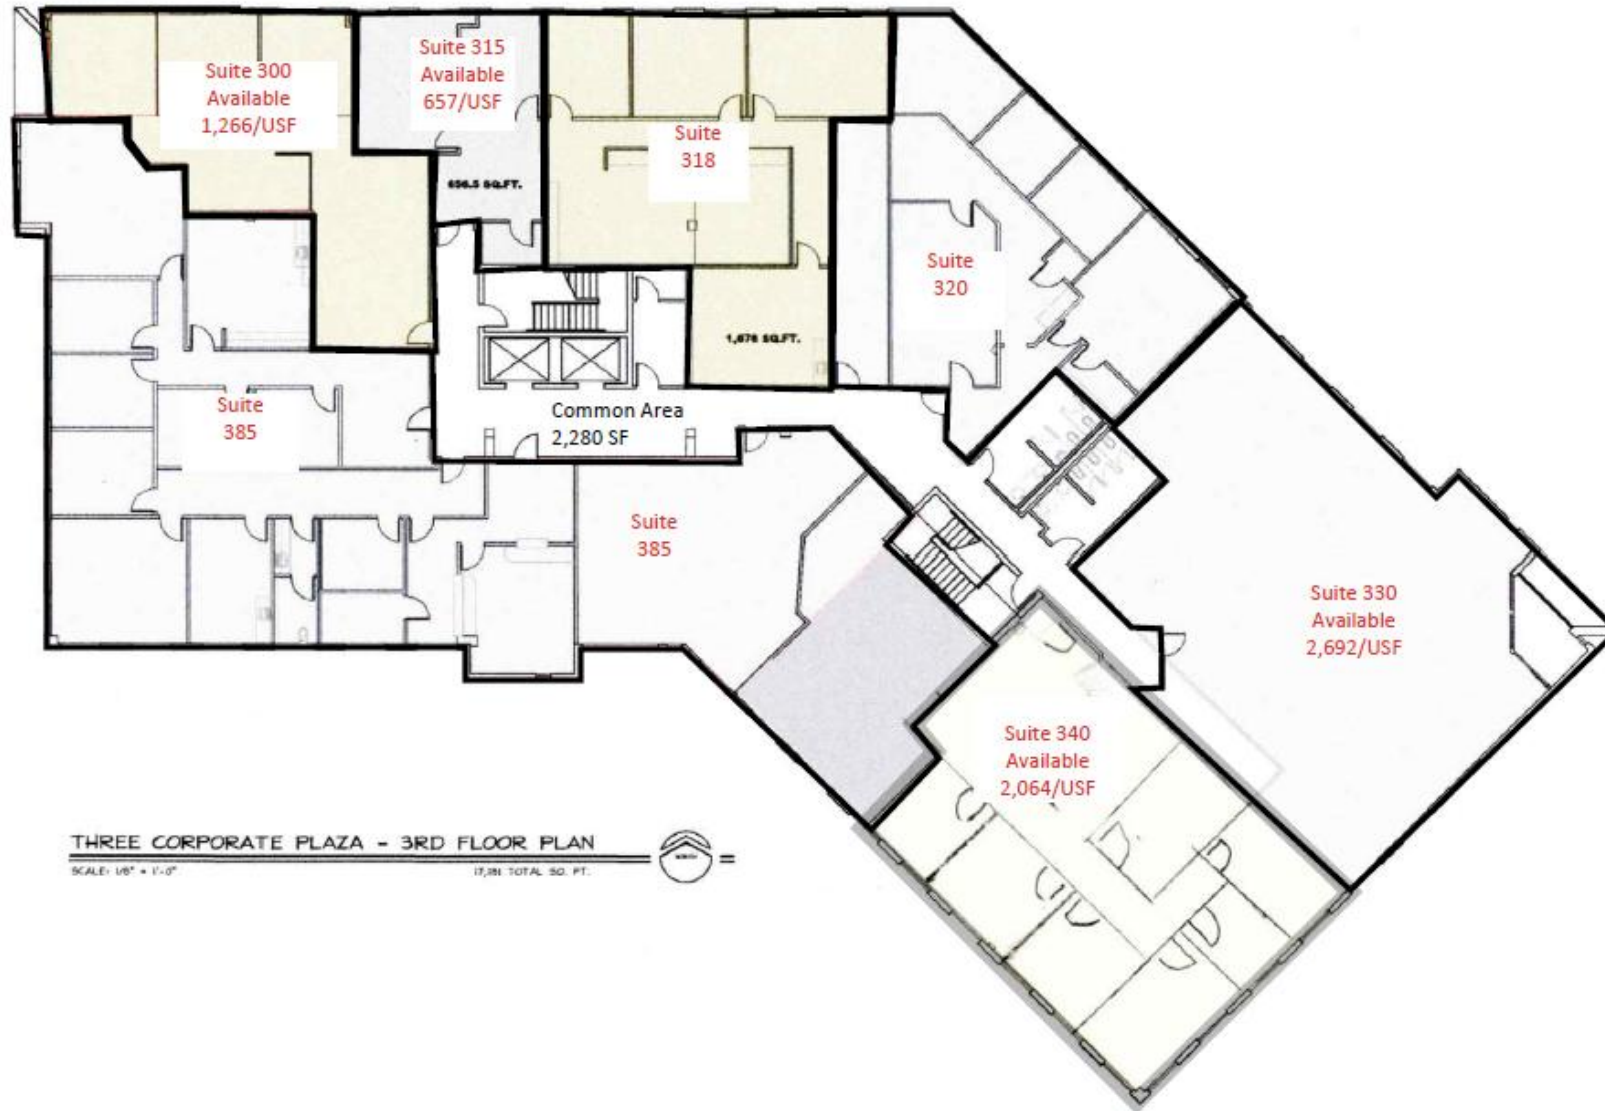 Suite 300
Available
1,266/USF
Suite 315
Available
657/USF
656.5 SQ.FT.
Suite
318
1,676 SQ.FT.
Suite
320
Common Area
2,280 SF
Suite
385
Suite
385
Suite 330
Available
2,692/USF
Suite 340
Available
2,064/USF
THREE CORPORATE PLAZA - 3RD FLOOR PLAN
SCALE: 1/8" = 1'-0"
TOTAL SQ. FT.
NORTH